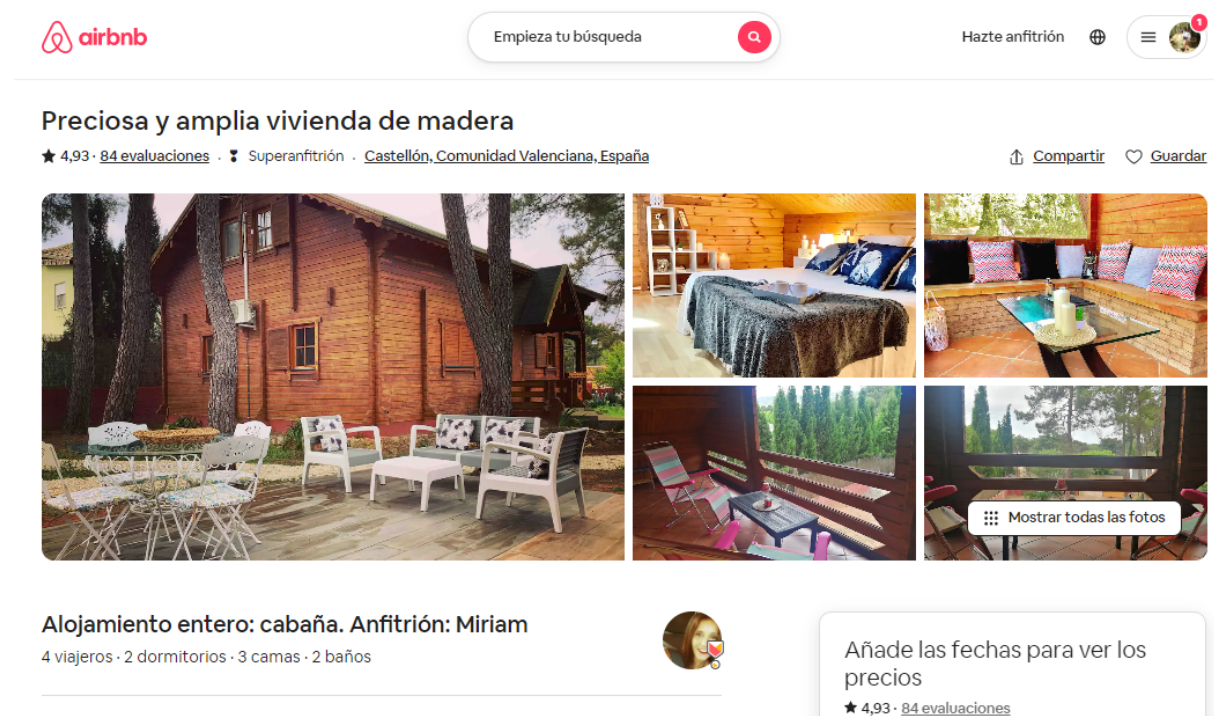 airbnb
Empieza tu búsqueda
Hazte anfitrión
1
Preciosa y amplia vivienda de madera
4,93 · 84 evaluaciones · Superanfitrión · Castellón, Comunidad Valenciana, España
Compartir
Guardar
Mostrar todas las fotos
Alojamiento entero: cabaña. Anfitrión: Miriam
4 viajeros · 2 dormitorios · 3 camas · 2 baños
Añade las fechas para ver los
precios
4,93 · 84 evaluaciones